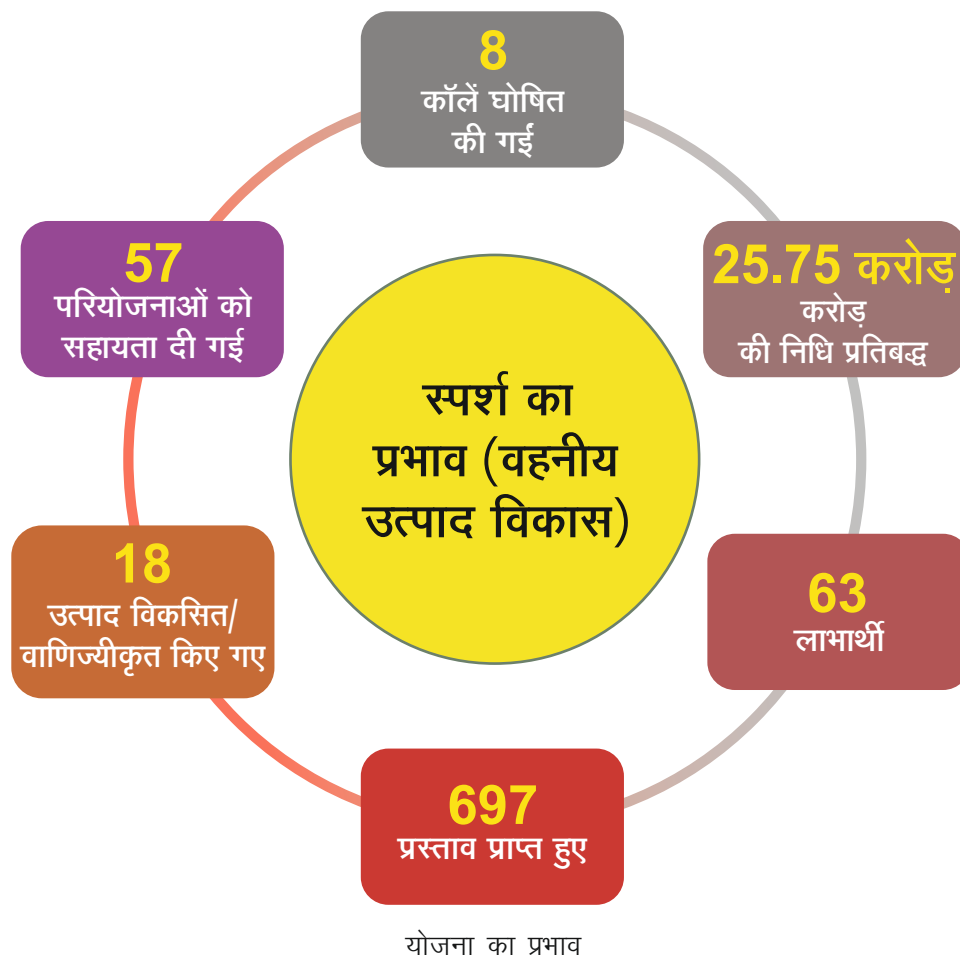 8
कॉलें घोषित
की गईं
25.75 करोड़
करोड़
की निधि प्रतिबद्ध
63
लाभार्थी
697
प्रस्ताव प्राप्त हुए
18
उत्पाद विकसित/
वाणिज्यीकृत किए गए
57
परियोजनाओं को
सहायता दी गई
स्पर्श का
प्रभाव (वहनीय
उत्पाद विकास)
योजना का प्रभाव